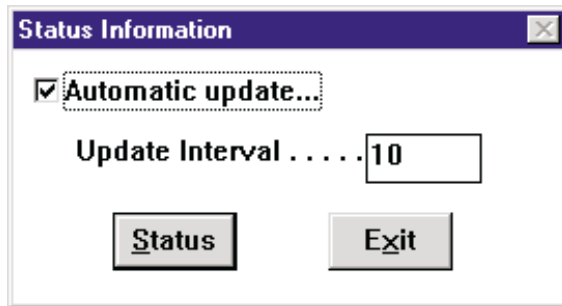 Status Information
Automatic update...
Update Interval . . . . . 10
Status Exit